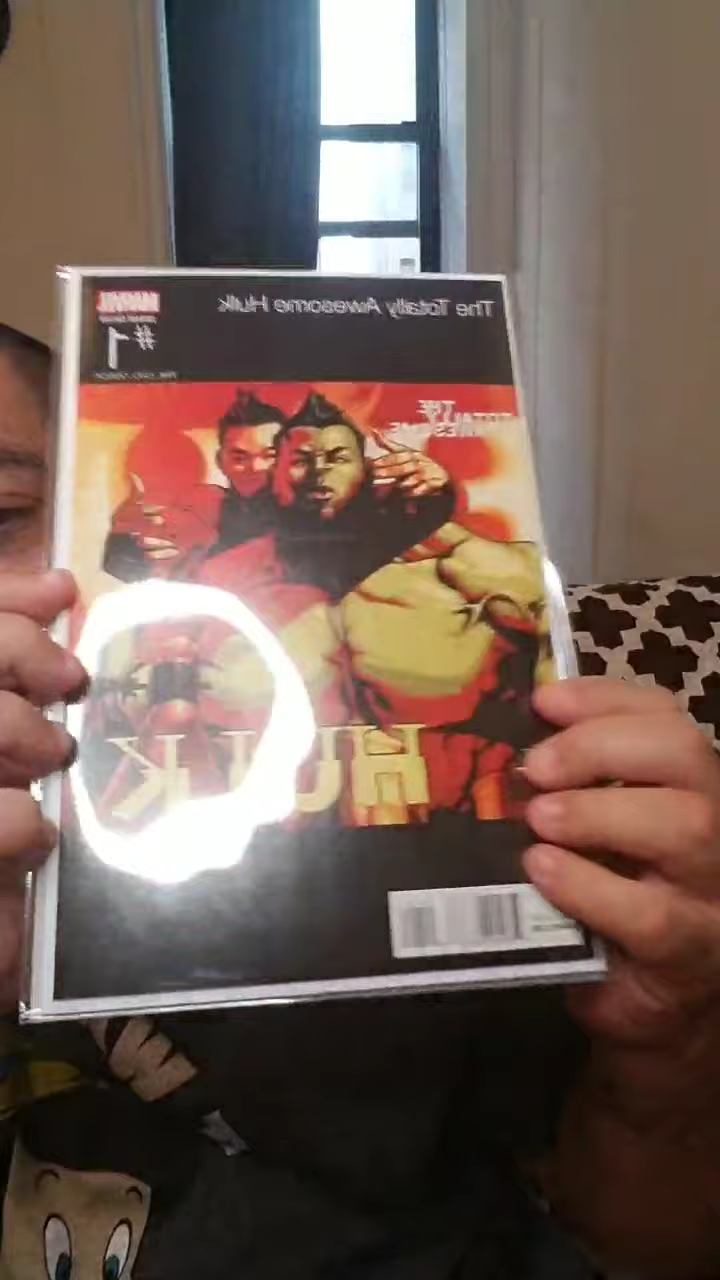 The Totally Awesome Hulk
MARVEL
#1
THE
TOTALLY
AWESOME
HULK